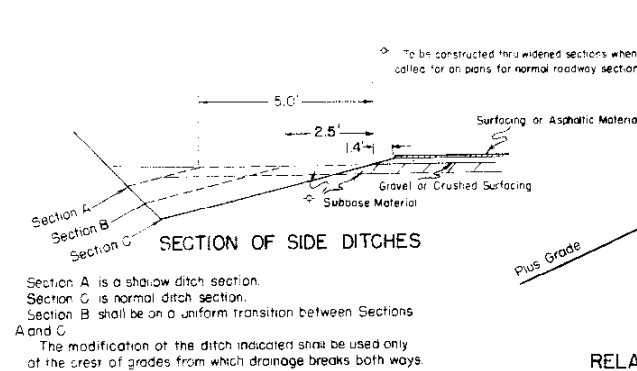 ◇ To be constructed thru widened sections when
called for on plans for normal roadway section
5.0'
2.5'
1.4'
Surfacing or Asphaltic Materia
Gravel or Crushed Surfacing
◇ Subbase Material
Section A
Section B
Section C
SECTION OF SIDE DITCHES
Plus Grade
Section A is a shallow ditch section.
Section C is normal ditch section.
Section B shall be on a uniform transition between Sections
A and C
The modification of the ditch indicated shall be used only
at the crest of grades from which drainage breaks both ways.
RELA